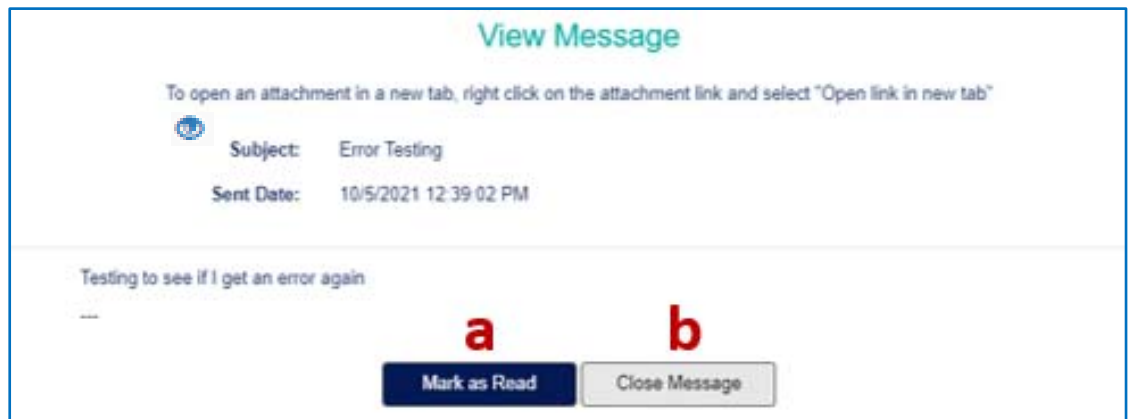 View Message
To open an attachment in a new tab, right click on the attachment link and select "Open link in new tab"
Subject: Error Testing
Sent Date: 10/5/2021 12:39:02 PM
Testing to see if I get an error again
---
a b
Mark as Read Close Message